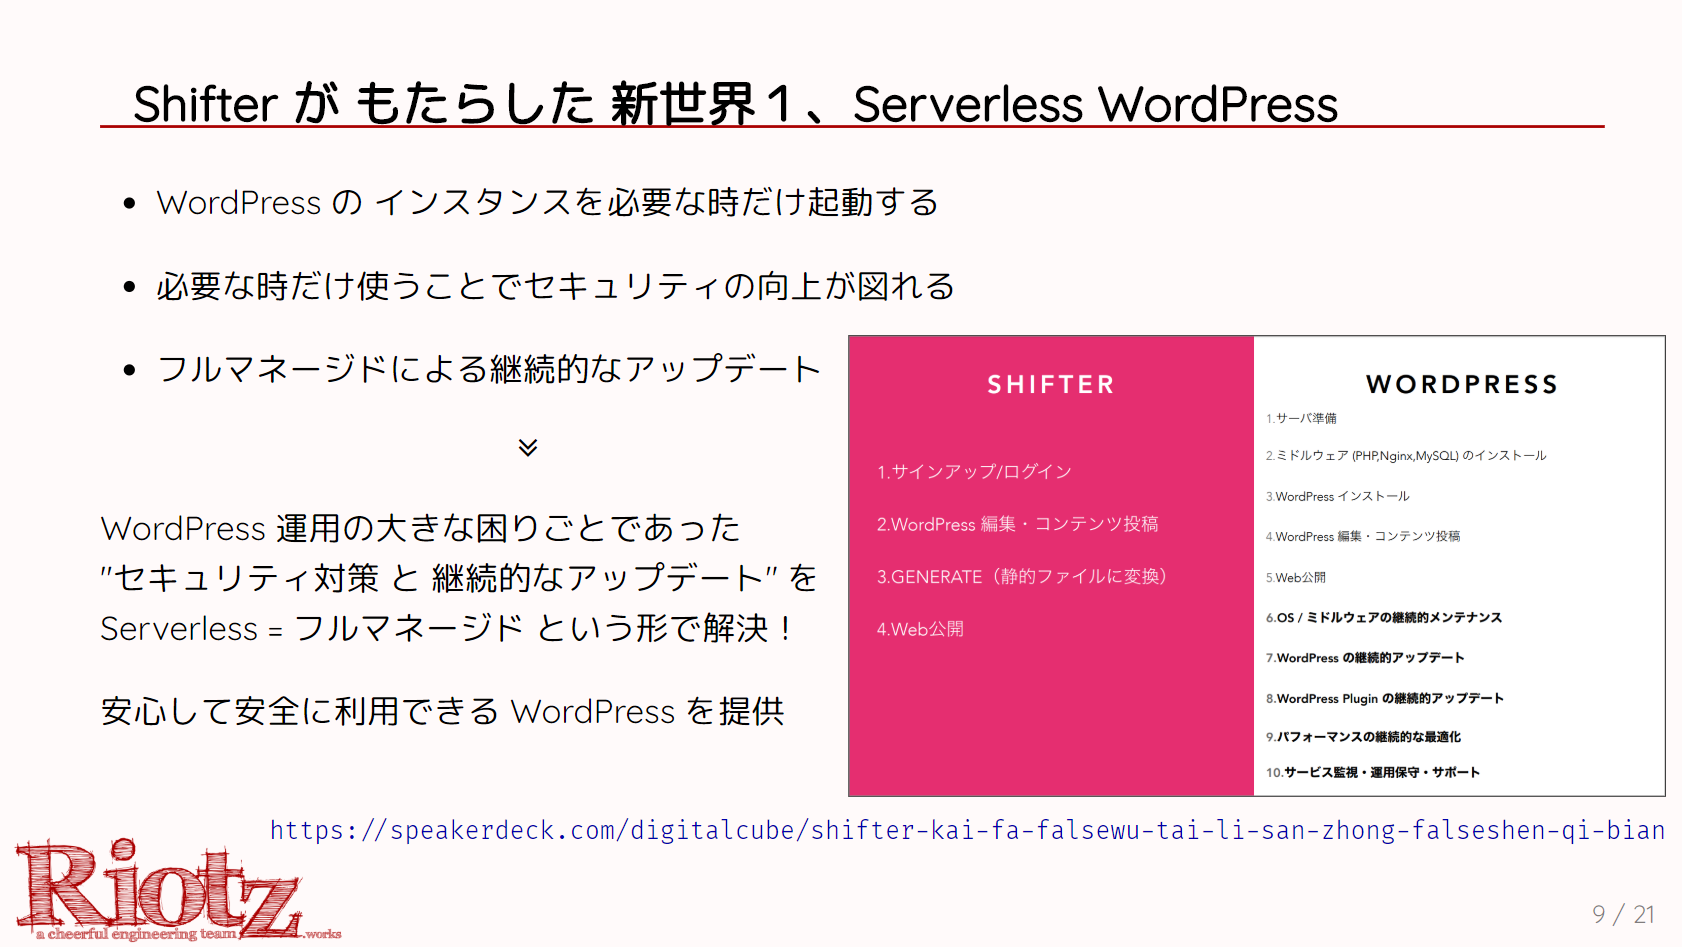 Shifter が もたらした 新世界１、Serverless WordPress
• WordPress の インスタンスを必要な時だけ起動する
• 必要な時だけ使うことでセキュリティの向上が図れる
• フルマネージドによる継続的なアップデート
WordPress 運用の大きな困りごとであった
"セキュリティ対策 と 継続的なアップデート" を
Serverless = フルマネージド という形で解決！
安心して安全に利用できる WordPress を提供
SHIFTER
1.サインアップ/ログイン
2.WordPress 編集・コンテンツ投稿
3.GENERATE（静的ファイルに変換）
4.Web公開
WORDPRESS
1.サーバ準備
2.ミドルウェア (PHP,Nginx,MySQL) のインストール
3.WordPress インストール
4.WordPress 編集・コンテンツ投稿
5.Web公開
6.OS / ミドルウェアの継続的メンテナンス
7.WordPress の継続的アップデート
8.WordPress Plugin の継続的アップデート
9.パフォーマンスの継続的な最適化
10.サービス監視・運用保守・サポート
https://speakerdeck.com/digitalcube/shifter-kai-fa-falsewu-tai-li-san-zhong-falseshen-qi-bian
Riotz
a cheerful engineering team .works
9 / 21